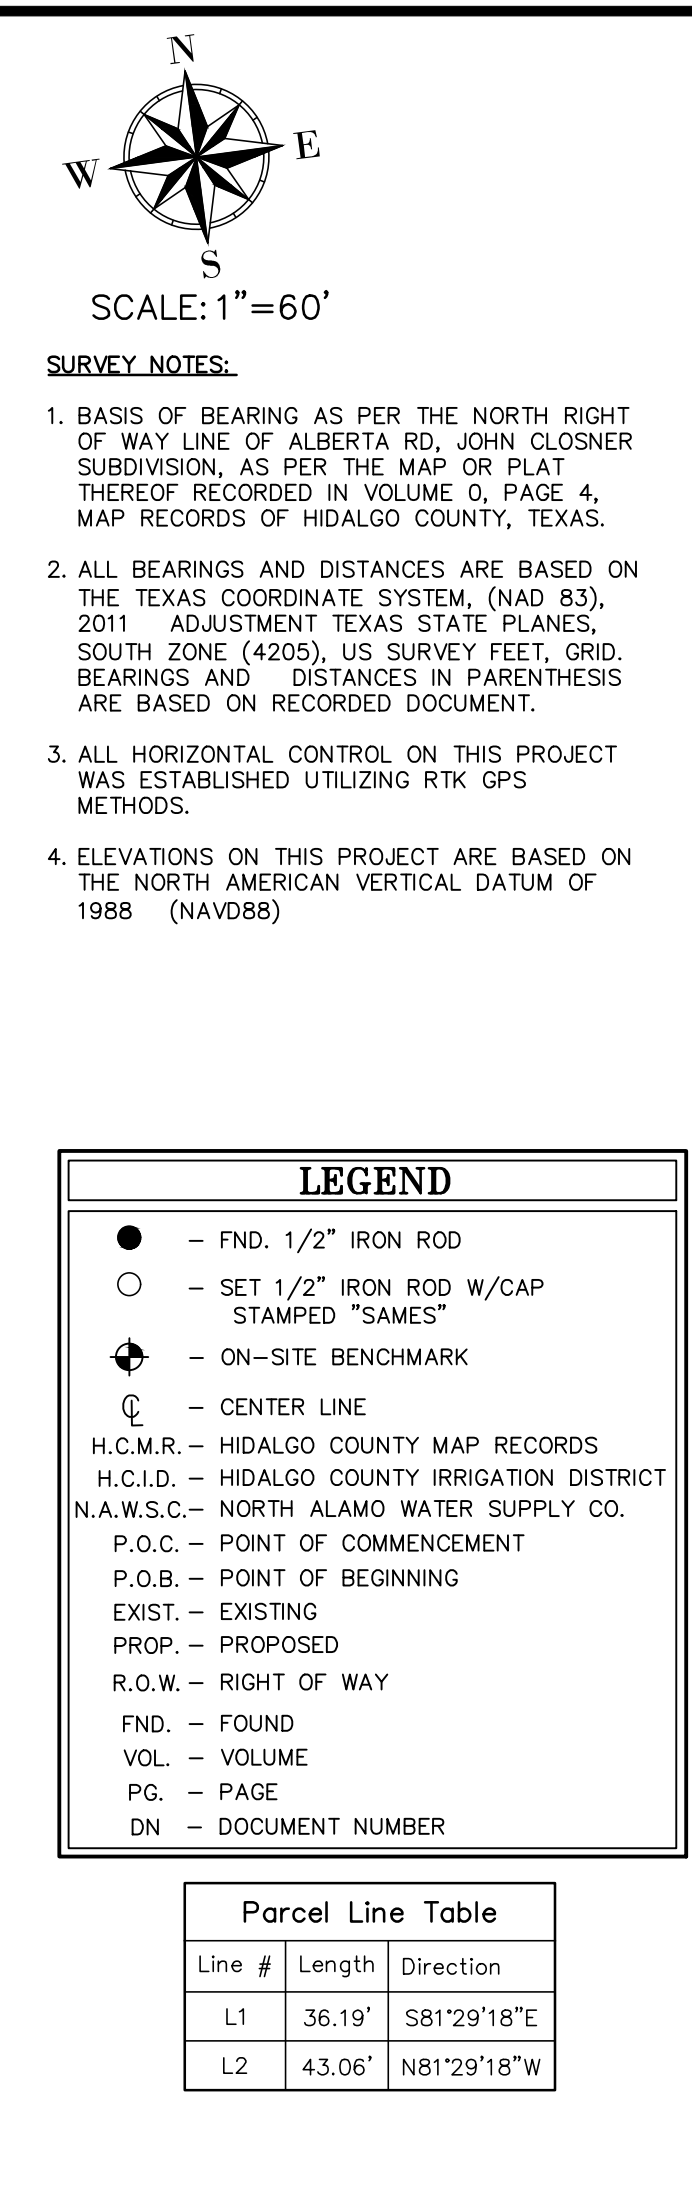 N
E
W
S
SCALE: 1"=60'
SURVEY NOTES:
1. BASIS OF BEARING AS PER THE NORTH RIGHT
OF WAY LINE OF ALBERTA RD, JOHN CLOSNER
SUBDIVISION, AS PER THE MAP OR PLAT
THEREOF RECORDED IN VOLUME 0, PAGE 4,
MAP RECORDS OF HIDALGO COUNTY, TEXAS.
2. ALL BEARINGS AND DISTANCES ARE BASED ON
THE TEXAS COORDINATE SYSTEM, (NAD 83),
2011 ADJUSTMENT TEXAS STATE PLANES,
SOUTH ZONE (4205), US SURVEY FEET, GRID.
BEARINGS AND DISTANCES IN PARENTHESIS
ARE BASED ON RECORDED DOCUMENT.
3. ALL HORIZONTAL CONTROL ON THIS PROJECT
WAS ESTABLISHED UTILIZING RTK GPS
METHODS.
4. ELEVATIONS ON THIS PROJECT ARE BASED ON
THE NORTH AMERICAN VERTICAL DATUM OF
1988 (NAVD88)
LEGEND
– FND. 1/2" IRON ROD
– SET 1/2" IRON ROD W/CAP
STAMPED "SAMES"
– ON–SITE BENCHMARK
℄ – CENTER LINE
H.C.M.R. – HIDALGO COUNTY MAP RECORDS
H.C.I.D. – HIDALGO COUNTY IRRIGATION DISTRICT
N.A.W.S.C.– NORTH ALAMO WATER SUPPLY CO.
P.O.C. – POINT OF COMMENCEMENT
P.O.B. – POINT OF BEGINNING
EXIST. – EXISTING
PROP. – PROPOSED
R.O.W. – RIGHT OF WAY
FND. – FOUND
VOL. – VOLUME
PG. – PAGE
DN – DOCUMENT NUMBER
Parcel Line Table
Line # Length Direction
L1 36.19' S81°29'18"E
L2 43.06' N81°29'18"W